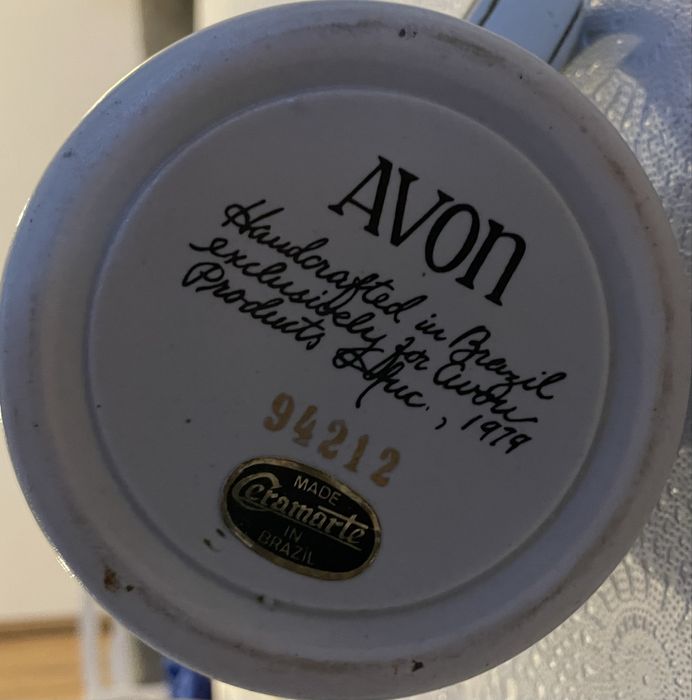 AVON
Handcrafted in Brazil
exclusively for Avon
Products Inc., 1979
94212
MADE
Ceramarte
IN
BRAZIL